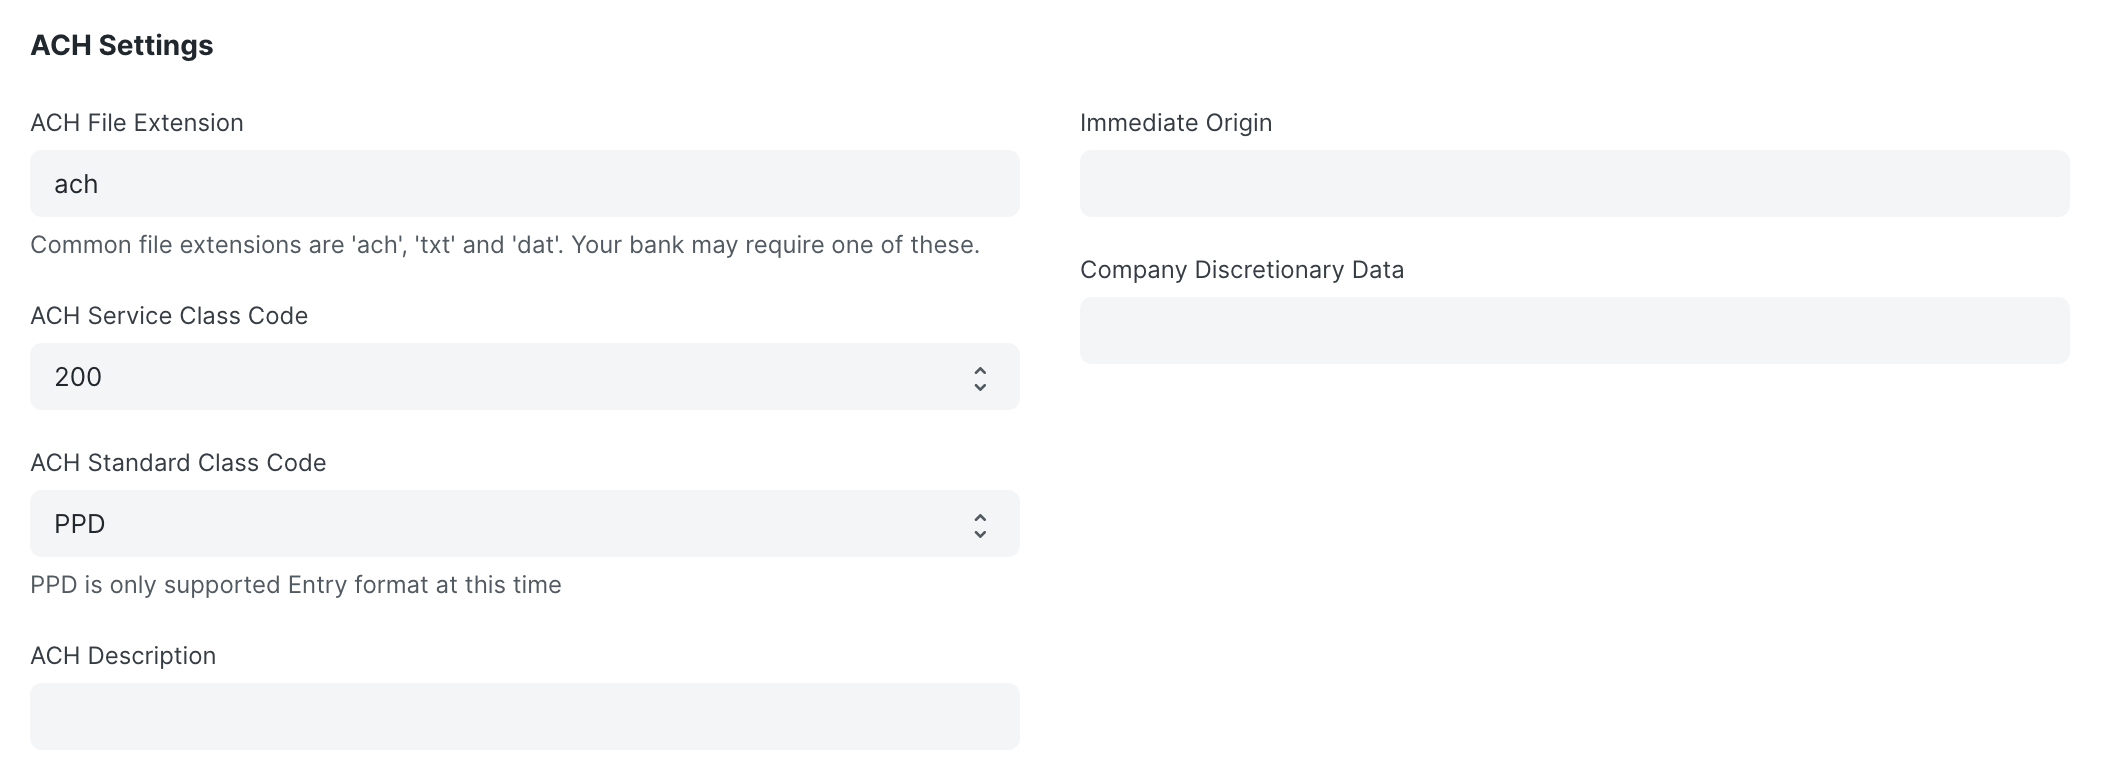 ACH Settings
ACH File Extension
ach
Common file extensions are 'ach', 'txt' and 'dat'. Your bank may require one of these.
ACH Service Class Code
200
ACH Standard Class Code
PPD
PPD is only supported Entry format at this time
ACH Description
Immediate Origin
Company Discretionary Data